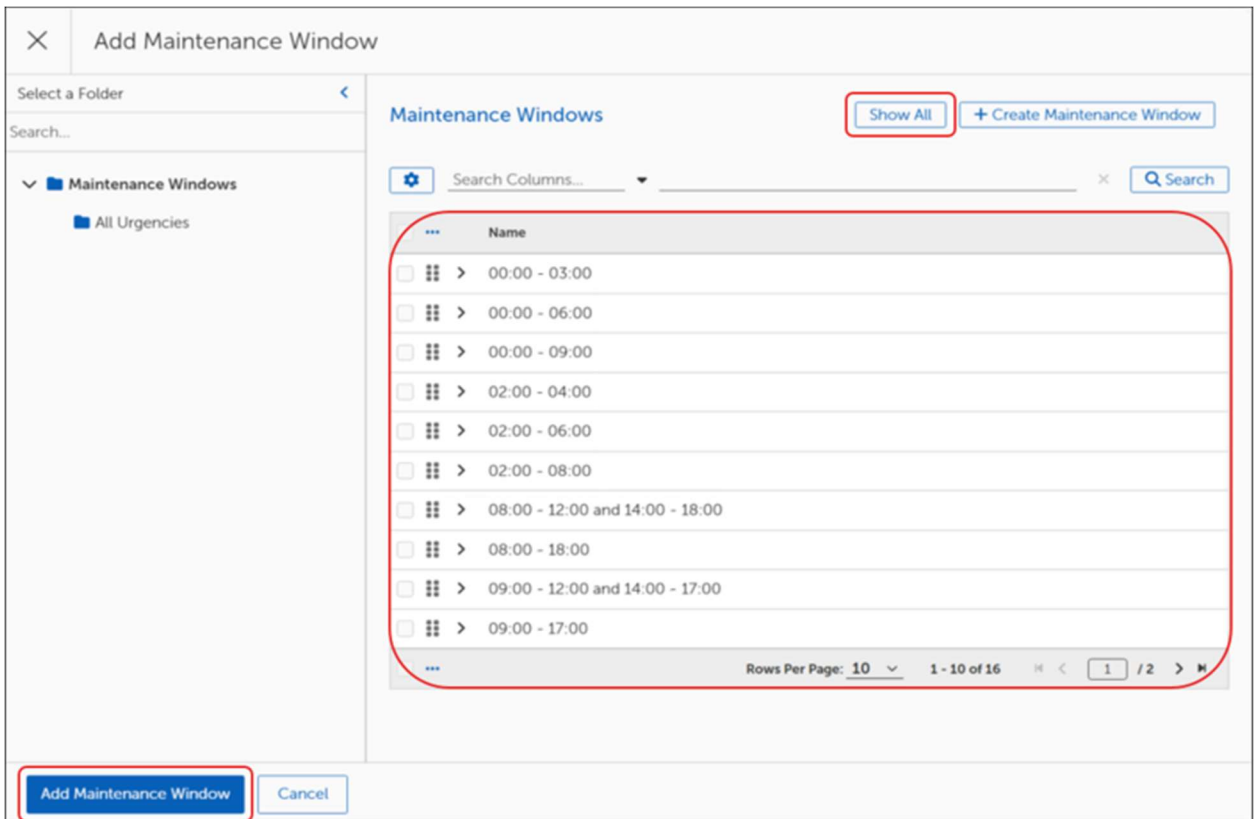 Add Maintenance Window
Select a Folder
Search...
Maintenance Windows
All Urgencies
Maintenance Windows
Show All
+ Create Maintenance Window
Search Columns...
Search
Name
00:00 - 03:00
00:00 - 06:00
00:00 - 09:00
02:00 - 04:00
02:00 - 06:00
02:00 - 08:00
08:00 - 12:00 and 14:00 - 18:00
08:00 - 18:00
09:00 - 12:00 and 14:00 - 17:00
09:00 - 17:00
Rows Per Page: 10 1 - 10 of 16 1 / 2
Add Maintenance Window
Cancel